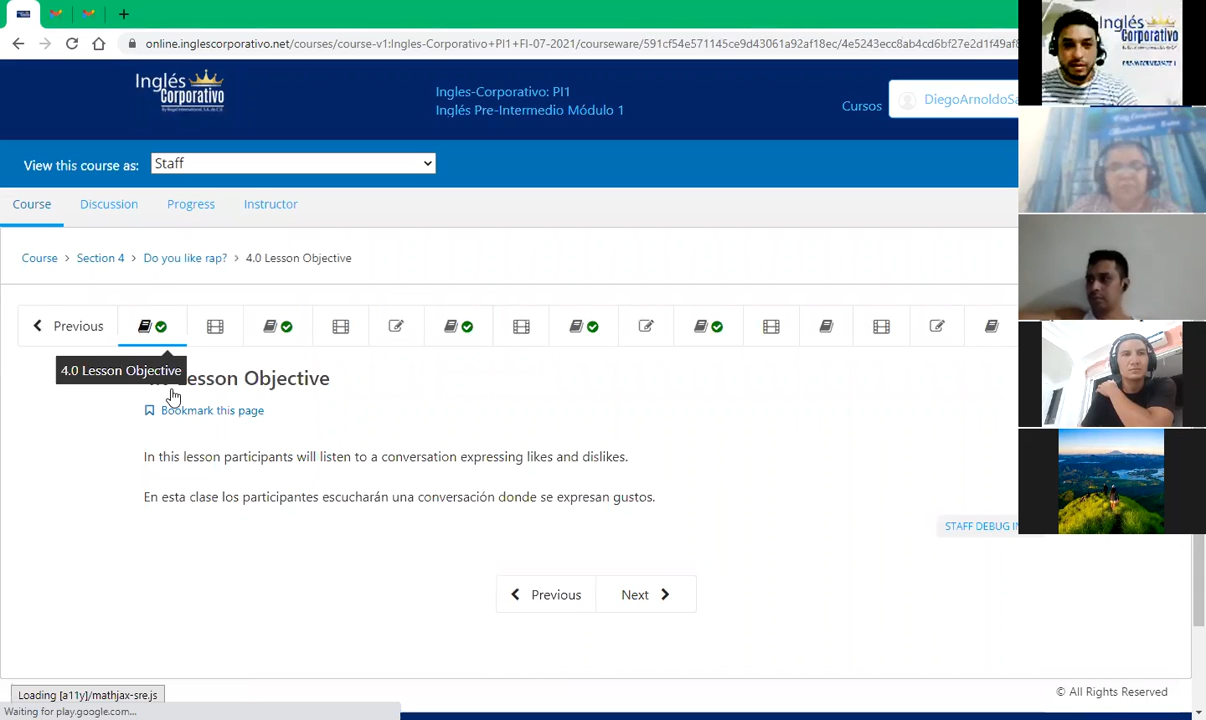 online.inglescorporativo.net/courses/course-v1:Ingles-Corporativo+PI1+FI-07-2021/courseware/591cf54e571145ce9d43061a92af18ec/4e5243ecc8ab4cd6bf27e2d1f49af8
Inglés
Corporativo
Ingles-Corporativo: PI1
Inglés Pre-Intermedio Módulo 1
Cursos
DiegoArnoldoSa
View this course as:
Staff
Course
Discussion
Progress
Instructor
Course > Section 4 > Do you like rap? > 4.0 Lesson Objective
Previous
4.0 Lesson Objective
Lesson Objective
Bookmark this page
In this lesson participants will listen to a conversation expressing likes and dislikes.
En esta clase los participantes escucharán una conversación donde se expresan gustos.
STAFF DEBUG IN
Previous
Next
© All Rights Reserved
Loading [a11y]/mathjax-sre.js
Waiting for play.google.com...
Inglés
Corporativo